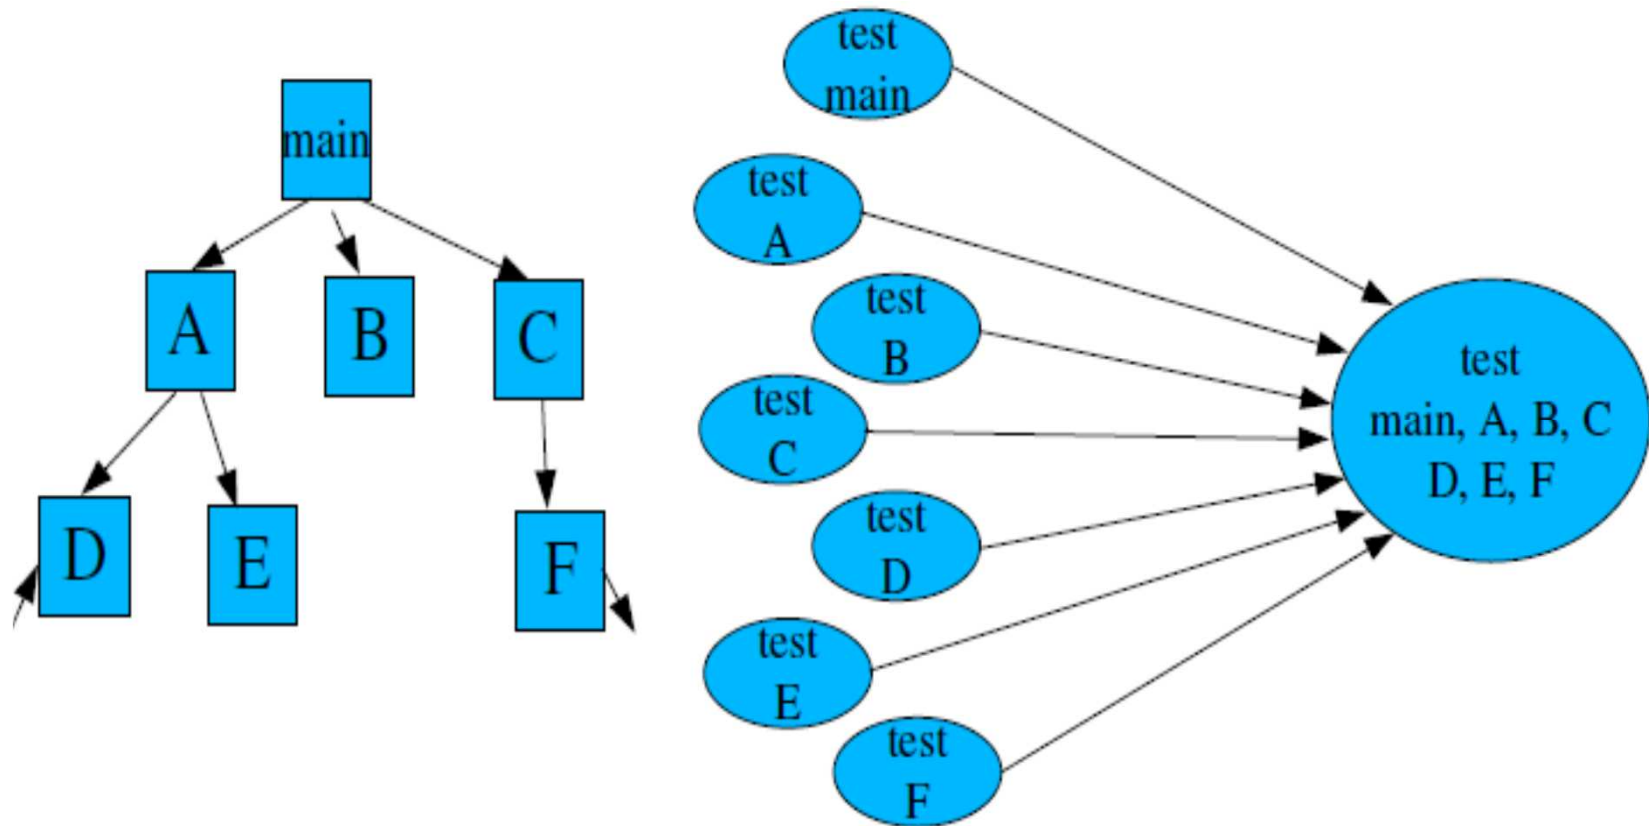 main
A
B
C
D
E
F
test
main
test
A
test
B
test
C
test
D
test
E
test
F
test
main, A, B, C
D, E, F